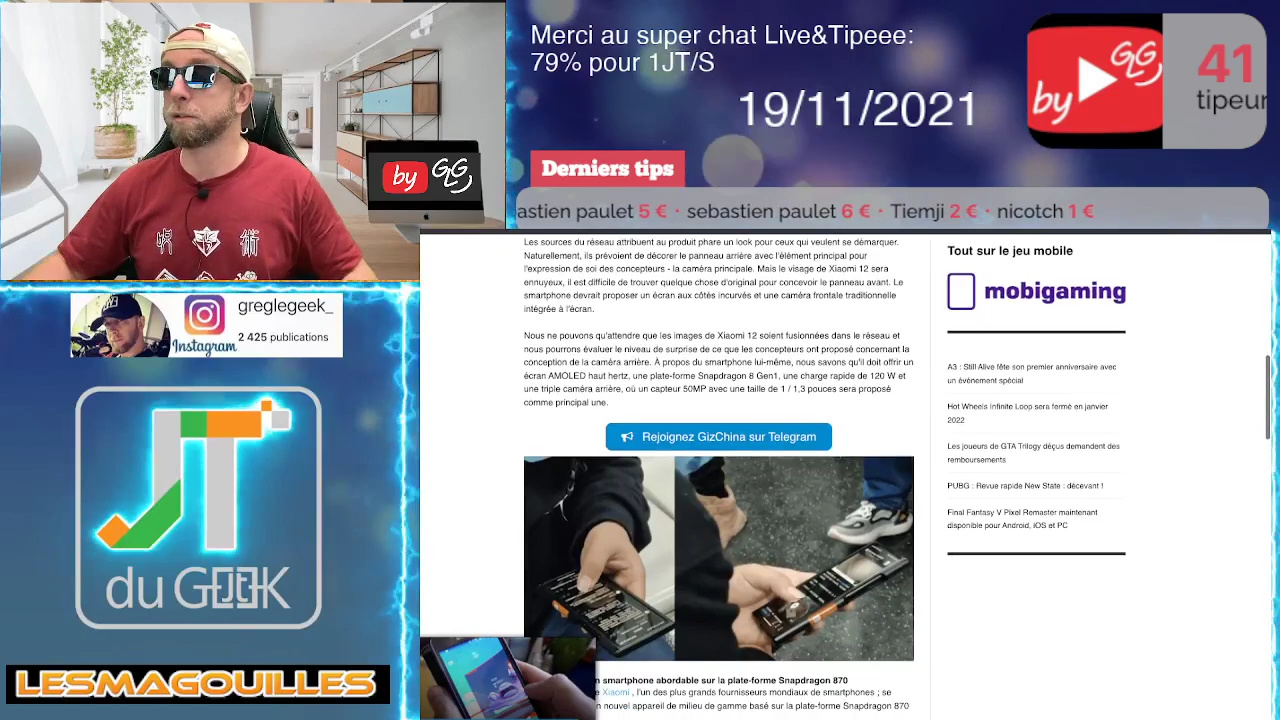 Merci au super chat Live&Tipeee:
79% pour 1JT/S
19/11/2021
by GLG
41
tipeur
Derniers tips
astien paulet 5 € · sebastien paulet 6 € · Tiemji 2 € · nicotch 1 €
by GLG
greglegeek_
2 425 publications
Instagram
JT
du GEEK
LESMAGOUILLES
Les sources du réseau attribuent au produit phare un look pour ceux qui veulent se démarquer.
Naturellement, ils prévoient de décorer le panneau arrière avec l'élément principal pour
l'expression de soi des concepteurs - la caméra principale. Mais le visage de Xiaomi 12 sera
ennuyeux, il est difficile de trouver quelque chose d'original pour concevoir le panneau avant. Le
smartphone devrait proposer un écran aux côtés incurvés et une caméra frontale traditionnelle
intégrée à l'écran.
Nous ne pouvons qu'attendre que les images de Xiaomi 12 soient fusionnées dans le réseau et
nous pourrons évaluer le niveau de surprise de ce que les concepteurs ont proposé concernant la
conception de la caméra arrière. À propos du smartphone lui-même, nous savons qu'il doit offrir un
écran AMOLED haut hertz, une plate-forme Snapdragon 8 Gen1, une charge rapide de 120 W et
une triple caméra arrière, où un capteur 50MP avec une taille de 1 / 1,3 pouces sera proposé
comme principal une.
Rejoignez GizChina sur Telegram
n smartphone abordable sur la plate-forme Snapdragon 870
e Xiaomi , l'un des plus grands fournisseurs mondiaux de smartphones ; se
n nouvel appareil de milieu de gamme basé sur la plate-forme Snapdragon 870
Tout sur le jeu mobile
mobigaming
A3 : Still Alive fête son premier anniversaire avec
un événement spécial
Hot Wheels Infinite Loop sera fermé en janvier
2022
Les joueurs de GTA Trilogy déçus demandent des
remboursements
PUBG : Revue rapide New State : décevant !
Final Fantasy V Pixel Remaster maintenant
disponible pour Android, iOS et PC